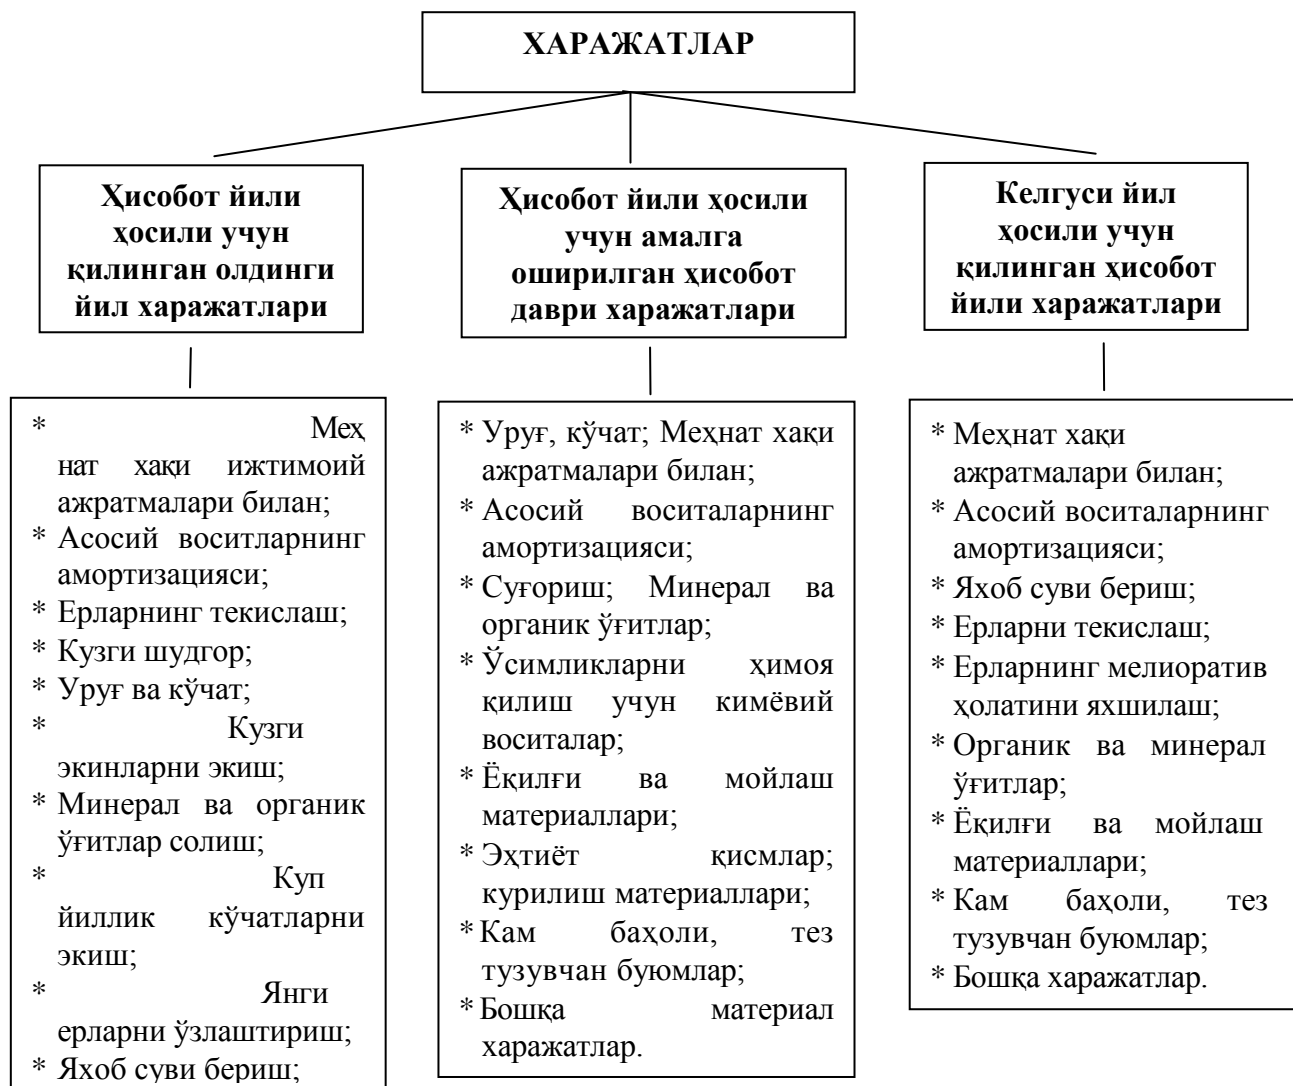 ХАРАЖАТЛАР
Ҳисобот йили
ҳосили учун
қилинган олдинги
йил харажатлари
Ҳисобот йили ҳосили
учун амалга
оширилган ҳисобот
даври харажатлари
Келгуси йил
ҳосили учун
қилинган ҳисобот
йили харажатлари
* Меҳ
нат хақи ижтимоий
ажратмалари билан;
* Асосий воситларнинг
амортизацияси;
* Ерларнинг текислаш;
* Кузги шудгор;
* Уруғ ва кўчат;
* Кузги
экинларни экиш;
* Минерал ва органик
ўғитлар солиш;
* Куп
йиллик кўчатларни
экиш;
* Янги
ерларни ўзлаштириш;
* Яхоб суви бериш;
* Уруғ, кўчат; Меҳнат хақи
ажратмалари билан;
* Асосий воситаларнинг
амортизацияси;
* Суғориш; Минерал ва
органик ўғитлар;
* Ўсимликларни ҳимоя
қилиш учун кимёвий
воситалар;
* Ёқилғи ва мойлаш
материаллари;
* Эҳтиёт қисмлар;
курилиш материаллари;
* Кам баҳоли, тез
тузувчан буюмлар;
* Бошқа материал
харажатлар.
* Меҳнат хақи
ажратмалари билан;
* Асосий воситаларнинг
амортизацияси;
* Яхоб суви бериш;
* Ерларни текислаш;
* Ерларнинг мелиоратив
ҳолатини яхшилаш;
* Органик ва минерал
ўғитлар;
* Ёқилғи ва мойлаш
материаллари;
* Кам баҳоли, тез
тузувчан буюмлар;
* Бошқа харажатлар.